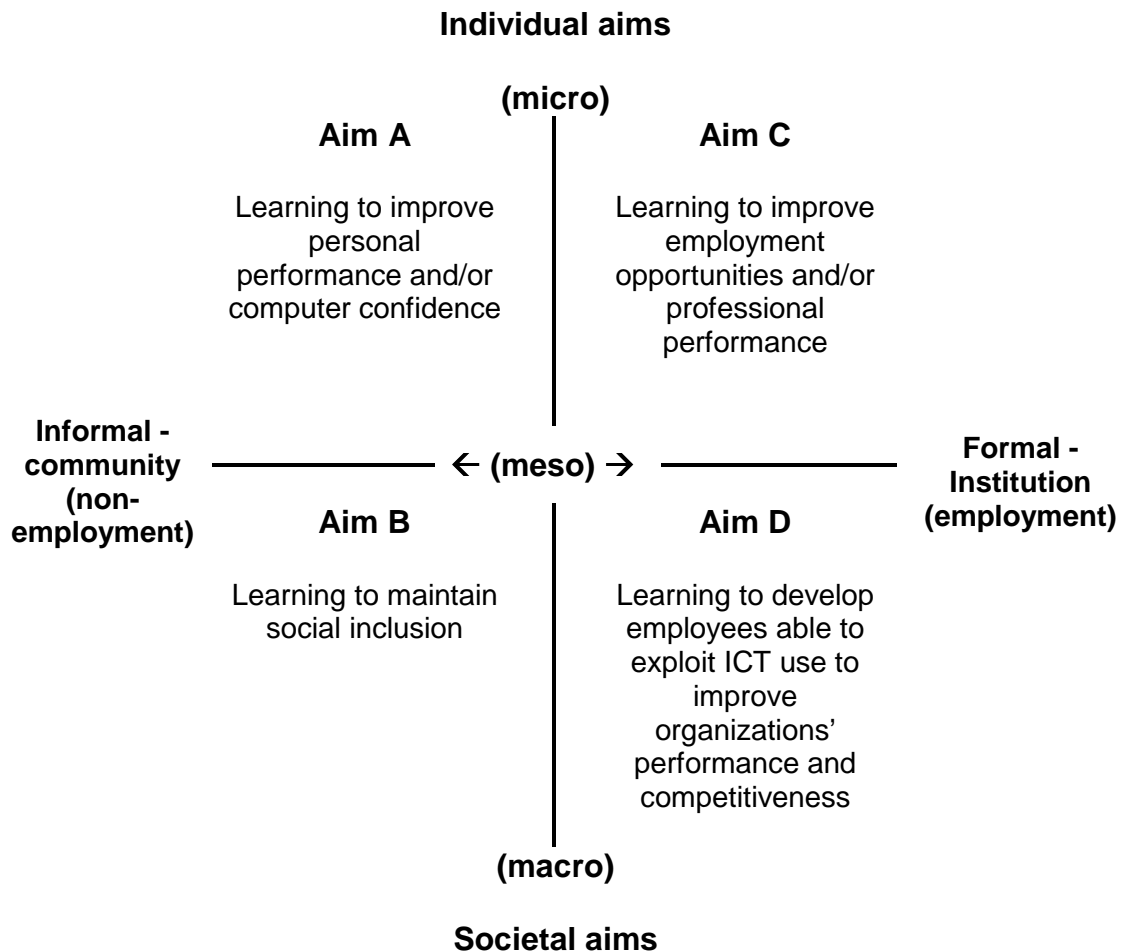 Individual aims
(micro)
Aim A
Learning to improve
personal
performance and/or
computer confidence
Aim C
Learning to improve
employment
opportunities and/or
professional
performance
Informal -
community
(non-
employment)
← (meso) →
Formal -
Institution
(employment)
Aim B
Learning to maintain
social inclusion
Aim D
Learning to develop
employees able to
exploit ICT use to
improve
organizations’
performance and
competitiveness
(macro)
Societal aims